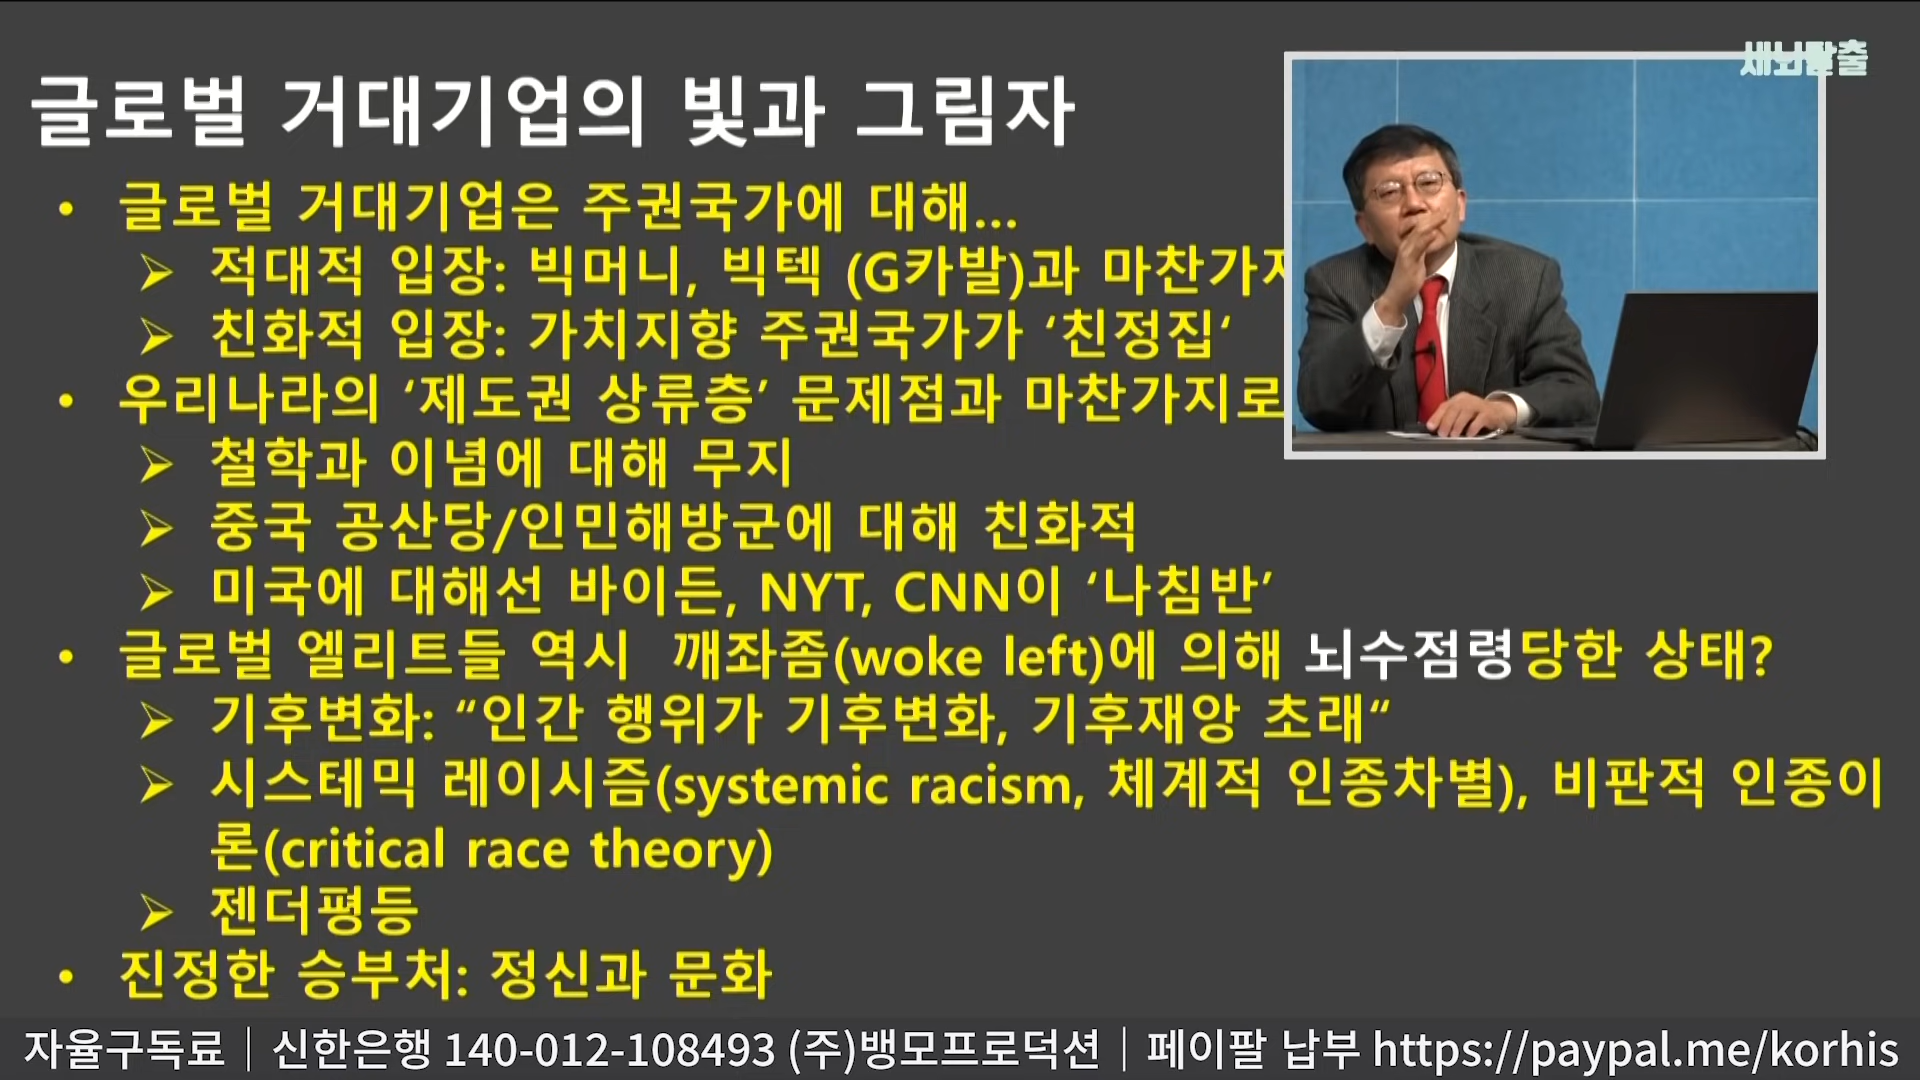 세뇌탈출
글로벌 거대기업의 빛과 그림자
• 글로벌 거대기업은 주권국가에 대해...
➢ 적대적 입장: 빅머니, 빅텍 (G카발)과 마찬가지
➢ 친화적 입장: 가치지향 주권국가가 ‘친정집‘
• 우리나라의 ‘제도권 상류층’ 문제점과 마찬가지로
➢ 철학과 이념에 대해 무지
➢ 중국 공산당/인민해방군에 대해 친화적
➢ 미국에 대해선 바이든, NYT, CNN이 ‘나침반’
• 글로벌 엘리트들 역시 깨좌좀(woke left)에 의해 뇌수점령당한 상태?
➢ 기후변화: “인간 행위가 기후변화, 기후재앙 초래“
➢ 시스테믹 레이시즘(systemic racism, 체계적 인종차별), 비판적 인종이
론(critical race theory)
➢ 젠더평등
• 진정한 승부처: 정신과 문화
자율구독료｜신한은행 140-012-108493 (주)뱅모프로덕션｜페이팔 납부 https://paypal.me/korhis